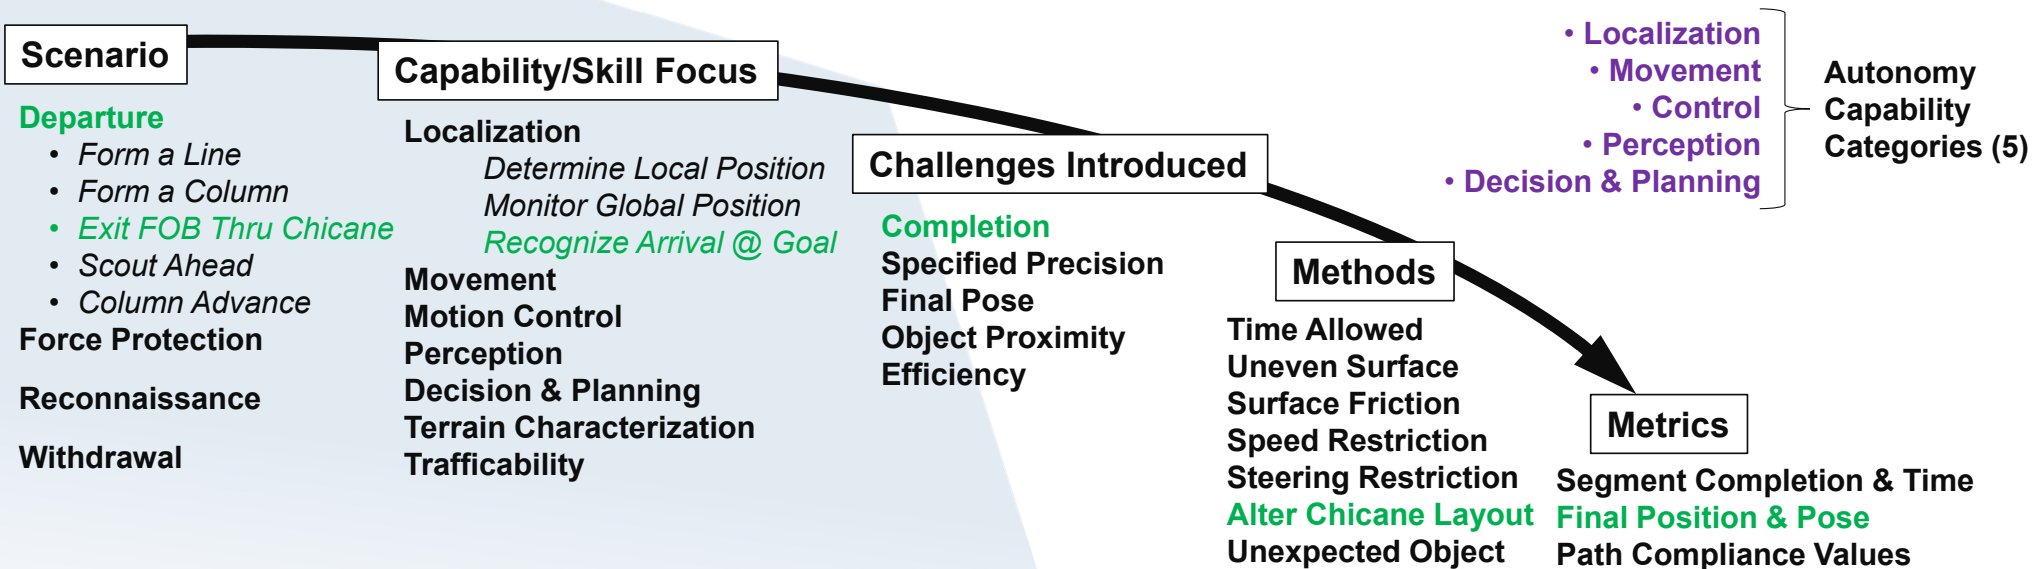 Scenario
Departure
• Form a Line
• Form a Column
• Exit FOB Thru Chicane
• Scout Ahead
• Column Advance
Force Protection
Reconnaissance
Withdrawal
Capability/Skill Focus
Localization
Determine Local Position
Monitor Global Position
Recognize Arrival @ Goal
Movement
Motion Control
Perception
Decision & Planning
Terrain Characterization
Trafficability
Challenges Introduced
Completion
Specified Precision
Final Pose
Object Proximity
Efficiency
Methods
Time Allowed
Uneven Surface
Surface Friction
Speed Restriction
Steering Restriction
Alter Chicane Layout
Unexpected Object
Metrics
Segment Completion & Time
Final Position & Pose
Path Compliance Values
• Localization
• Movement
• Control
• Perception
• Decision & Planning
Autonomy
Capability
Categories (5)